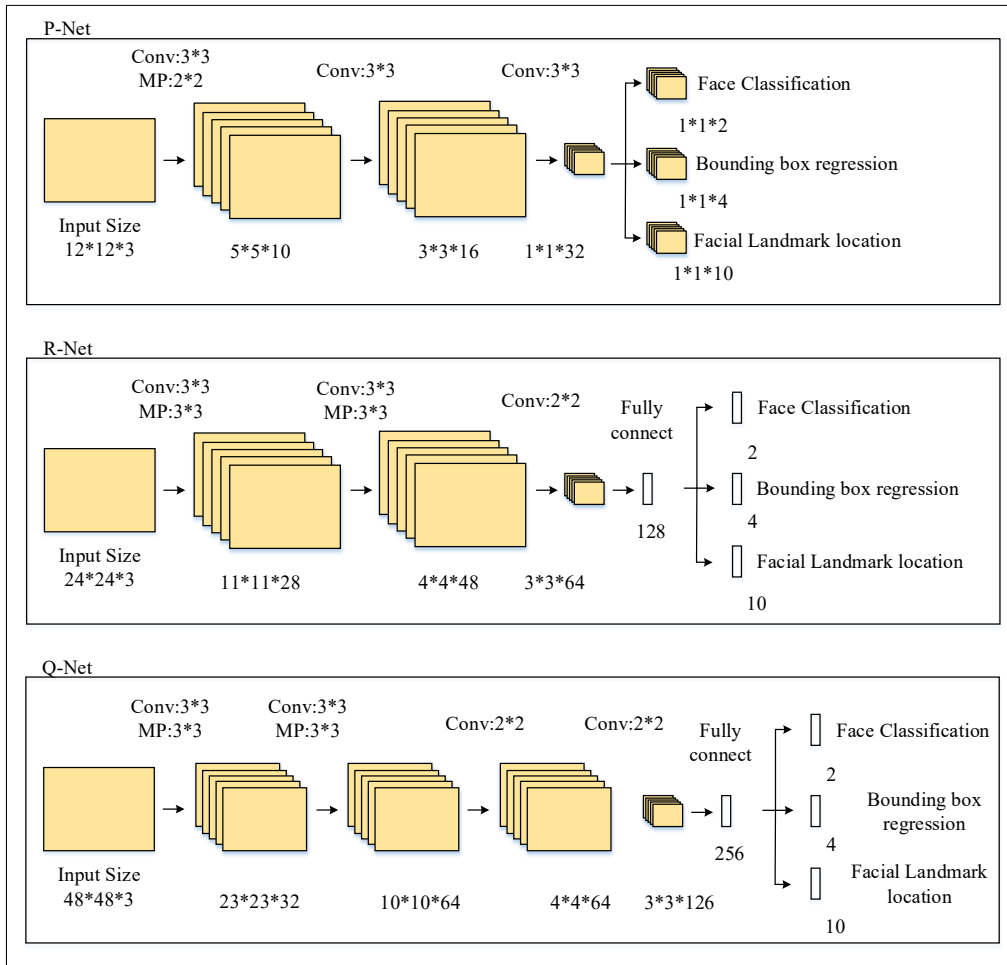 P-Net
Conv:3*3
MP:2*2
Conv:3*3
Conv:3*3
Face Classification
1*1*2
Bounding box regression
1*1*4
Facial Landmark location
1*1*10
Input Size
12*12*3
5*5*10
3*3*16
1*1*32
R-Net
Conv:3*3
MP:3*3
Conv:3*3
MP:3*3
Conv:2*2
Fully
connect
Face Classification
2
Bounding box regression
4
Facial Landmark location
10
128
Input Size
24*24*3
11*11*28
4*4*48
3*3*64
Q-Net
Conv:3*3
MP:3*3
Conv:3*3
MP:3*3
Conv:2*2
Conv:2*2
Fully
connect
Face Classification
2
Bounding box
regression
4
Facial Landmark
location
10
256
Input Size
48*48*3
23*23*32
10*10*64
4*4*64
3*3*126